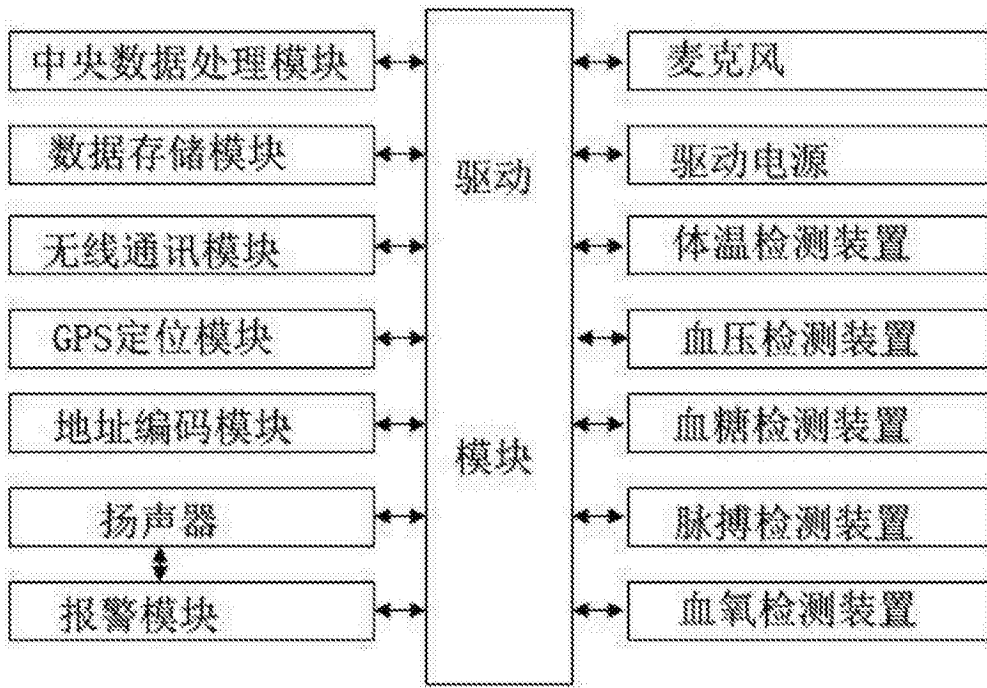 中央数据处理模块
数据存储模块
无线通讯模块
GPS定位模块
地址编码模块
扬声器
报警模块
驱动
模块
麦克风
驱动电源
体温检测装置
血压检测装置
血糖检测装置
脉搏检测装置
血氧检测装置